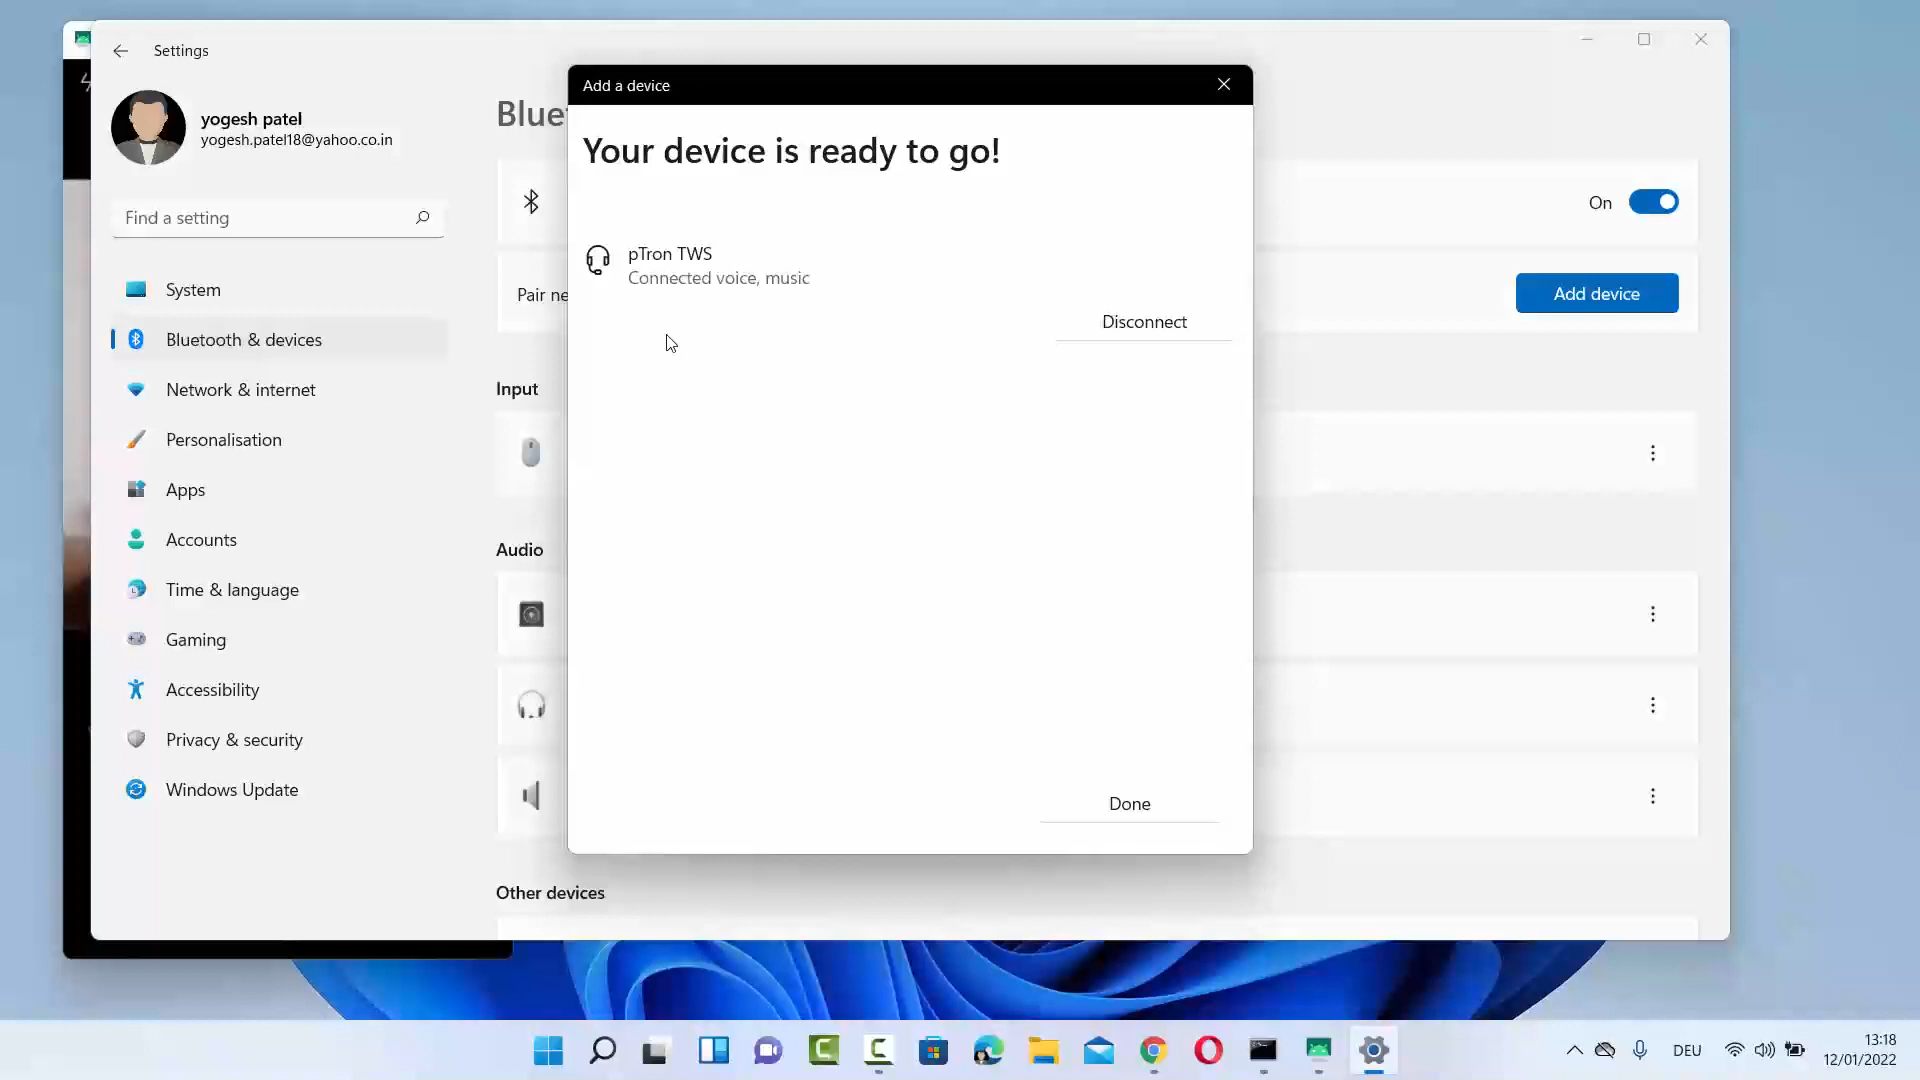 Settings
yogesh patel
yogesh.patel18@yahoo.co.in
Find a setting
System
Bluetooth & devices
Network & internet
Personalisation
Apps
Accounts
Time & language
Gaming
Accessibility
Privacy & security
Windows Update
Blue
On
Pair ne
Add device
Input
Audio
Other devices
Add a device
Your device is ready to go!
pTron TWS
Connected voice, music
Disconnect
Done
DEU
13:18
12/01/2022